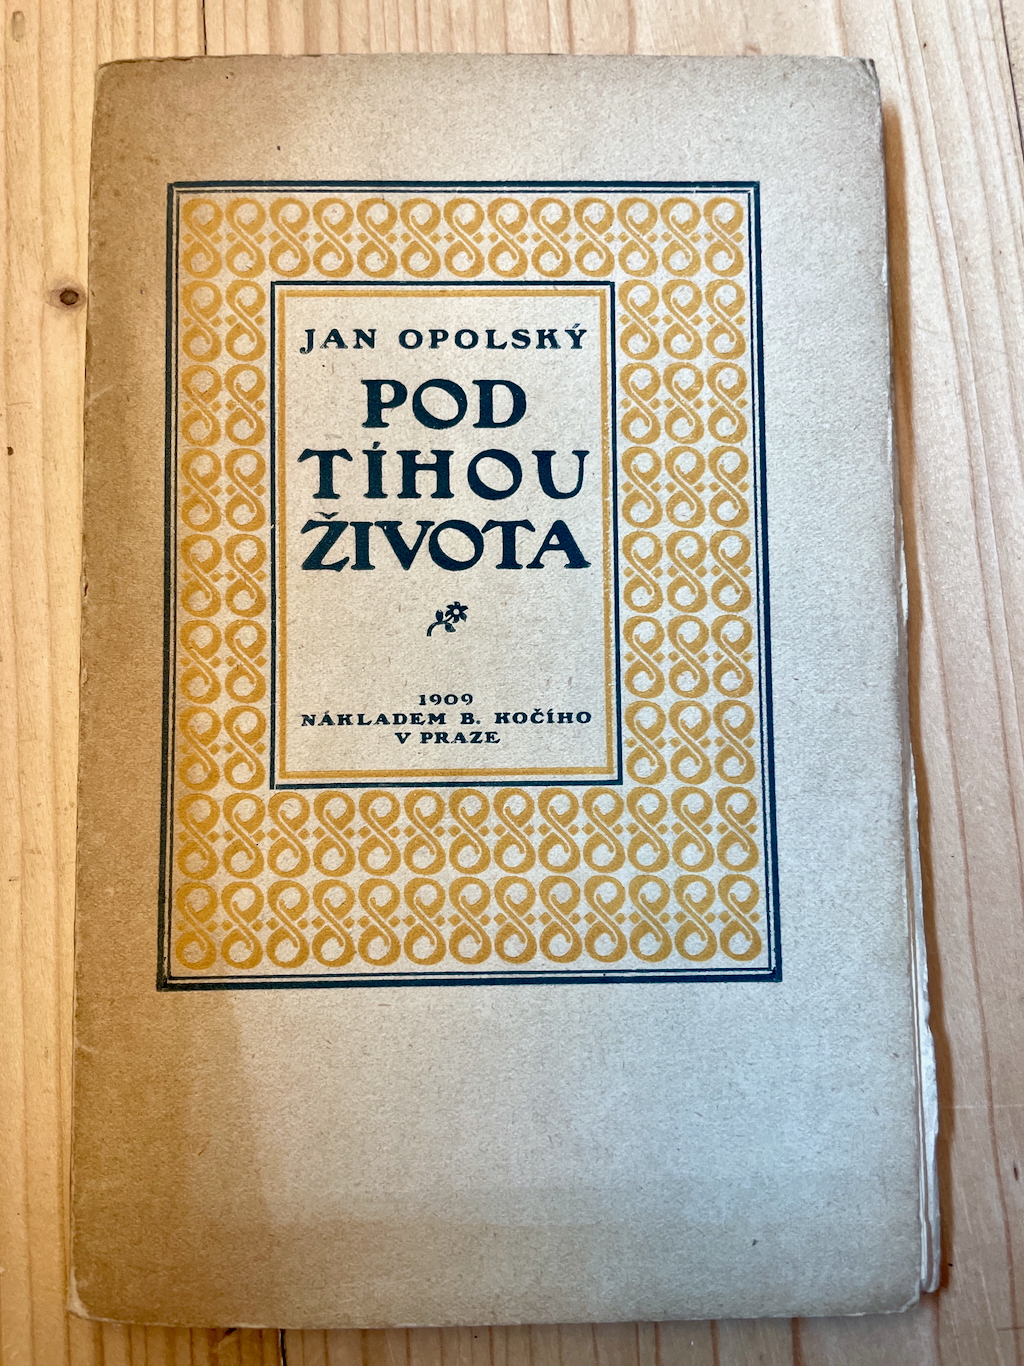 JAN OPOLSKÝ
POD
TÍHOU
ŽIVOTA
1909
NÁKLADEM B. KOČÍHO
V PRAZE